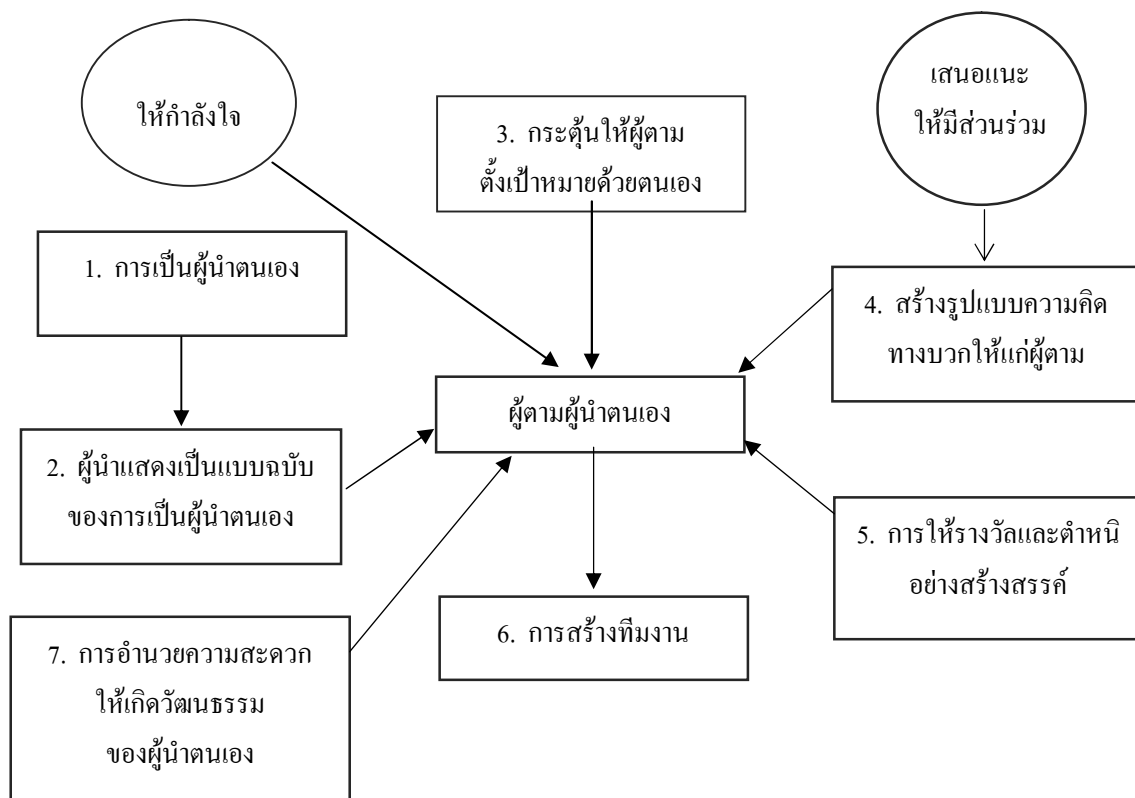 ให้กำลังใจ
เสนอแนะ
ให้มีส่วนร่วม
3. กระตุ้นให้ผู้ตาม
ตั้งเป้าหมายด้วยตนเอง
1. การเป็นผู้นำตนเอง
4. สร้างรูปแบบความคิด
ทางบวกให้แก่ผู้ตาม
ผู้ตามผู้นำตนเอง
2. ผู้นำแสดงเป็นแบบฉบับ
ของการเป็นผู้นำตนเอง
5. การให้รางวัลและตำหนิ
อย่างสร้างสรรค์
6. การสร้างทีมงาน
7. การอำนวยความสะดวก
ให้เกิดวัฒนธรรม
ของผู้นำตนเอง